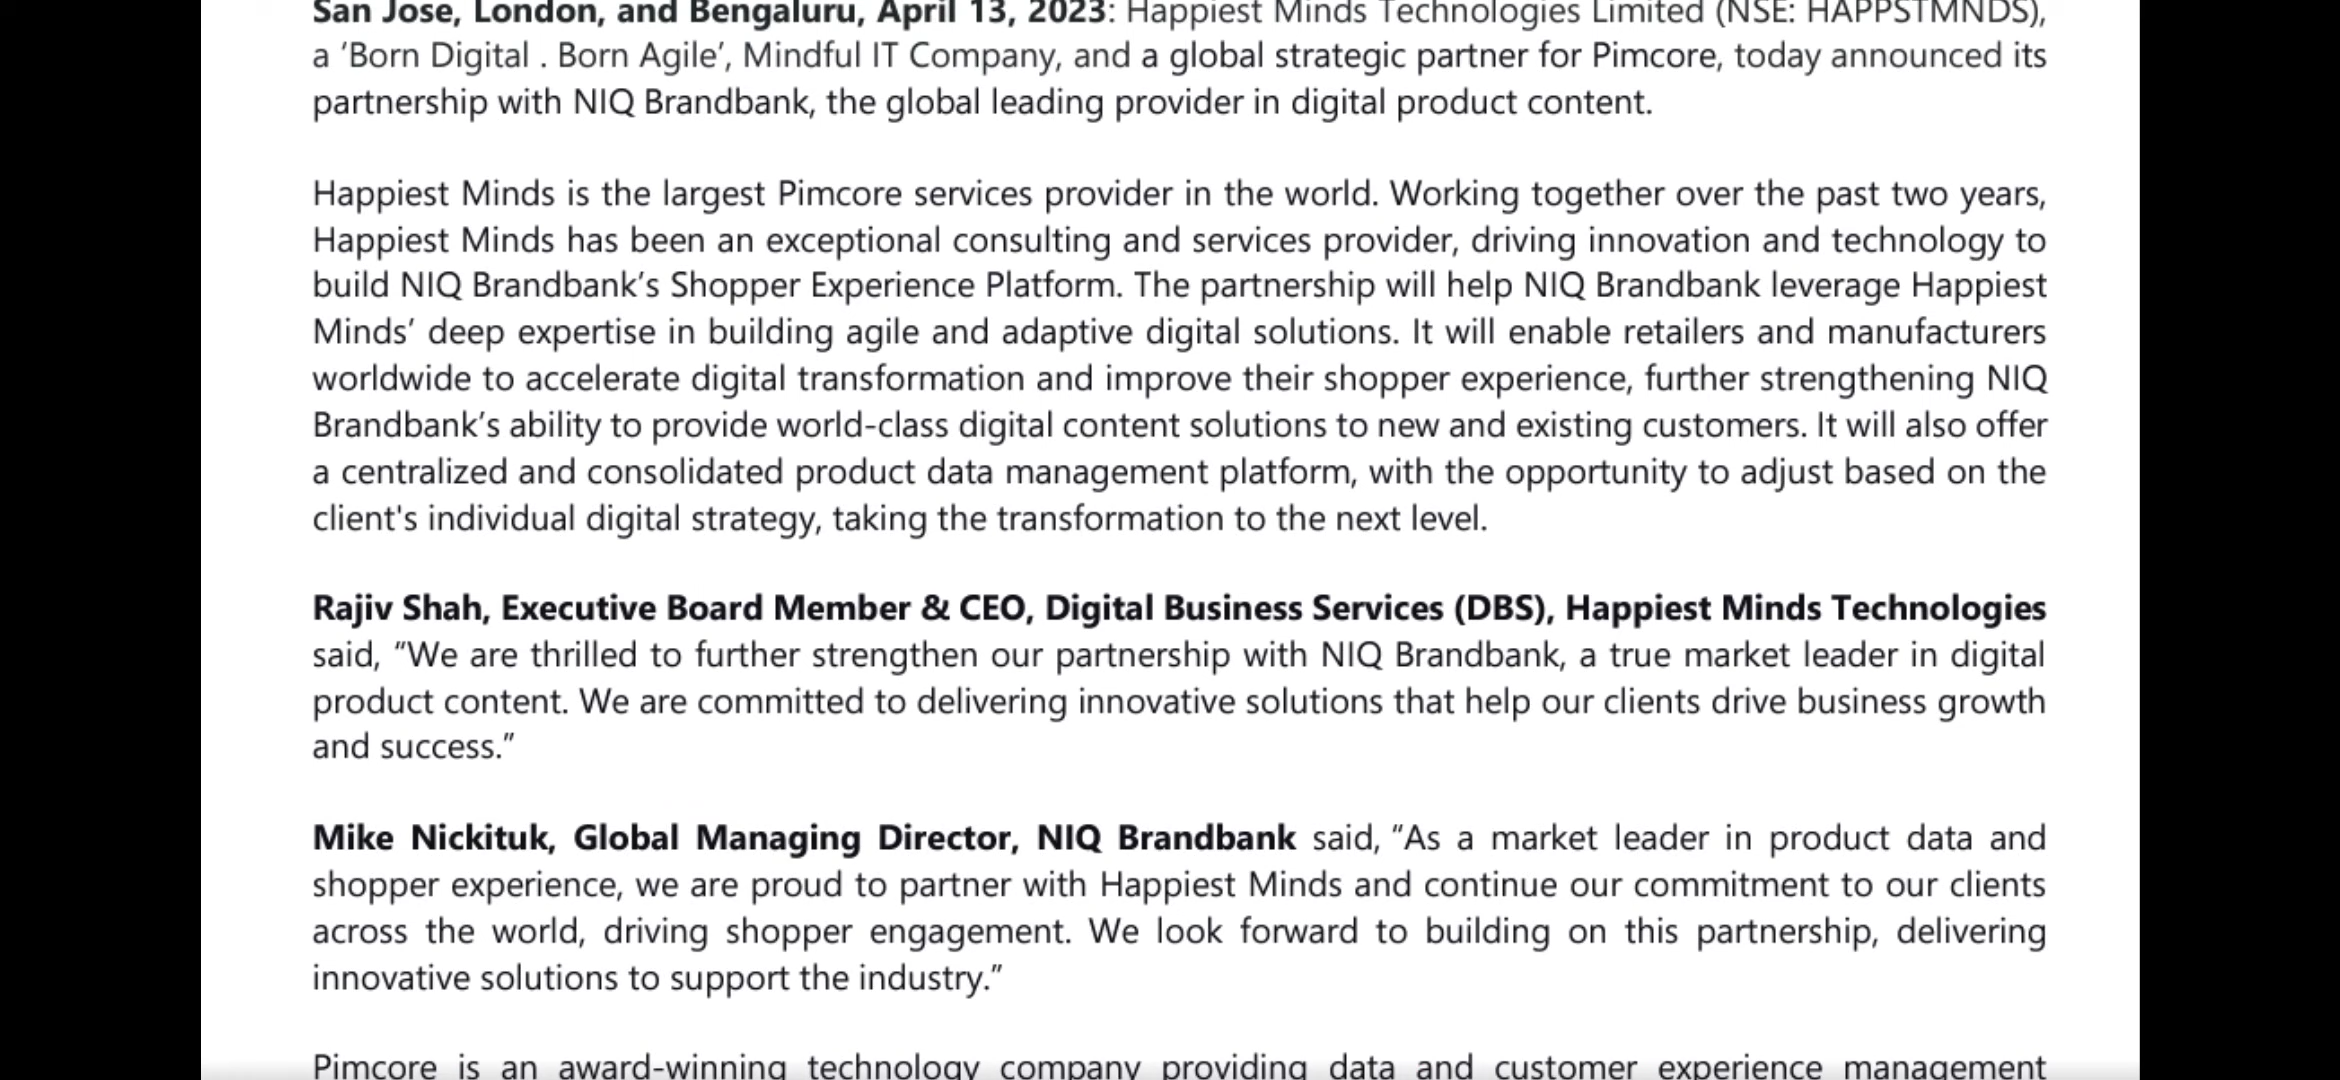 San Jose, London, and Bengaluru, April 13, 2023: Happiest Minds Technologies Limited (NSE: HAPPSTMNDS),
a ‘Born Digital . Born Agile’, Mindful IT Company, and a global strategic partner for Pimcore, today announced its
partnership with NIQ Brandbank, the global leading provider in digital product content.
Happiest Minds is the largest Pimcore services provider in the world. Working together over the past two years,
Happiest Minds has been an exceptional consulting and services provider, driving innovation and technology to
build NIQ Brandbank’s Shopper Experience Platform. The partnership will help NIQ Brandbank leverage Happiest
Minds’ deep expertise in building agile and adaptive digital solutions. It will enable retailers and manufacturers
worldwide to accelerate digital transformation and improve their shopper experience, further strengthening NIQ
Brandbank’s ability to provide world-class digital content solutions to new and existing customers. It will also offer
a centralized and consolidated product data management platform, with the opportunity to adjust based on the
client's individual digital strategy, taking the transformation to the next level.
Rajiv Shah, Executive Board Member & CEO, Digital Business Services (DBS), Happiest Minds Technologies
said, “We are thrilled to further strengthen our partnership with NIQ Brandbank, a true market leader in digital
product content. We are committed to delivering innovative solutions that help our clients drive business growth
and success.”
Mike Nickituk, Global Managing Director, NIQ Brandbank said, “As a market leader in product data and
shopper experience, we are proud to partner with Happiest Minds and continue our commitment to our clients
across the world, driving shopper engagement. We look forward to building on this partnership, delivering
innovative solutions to support the industry.”
Pimcore is an award-winning technology company providing data and customer experience management